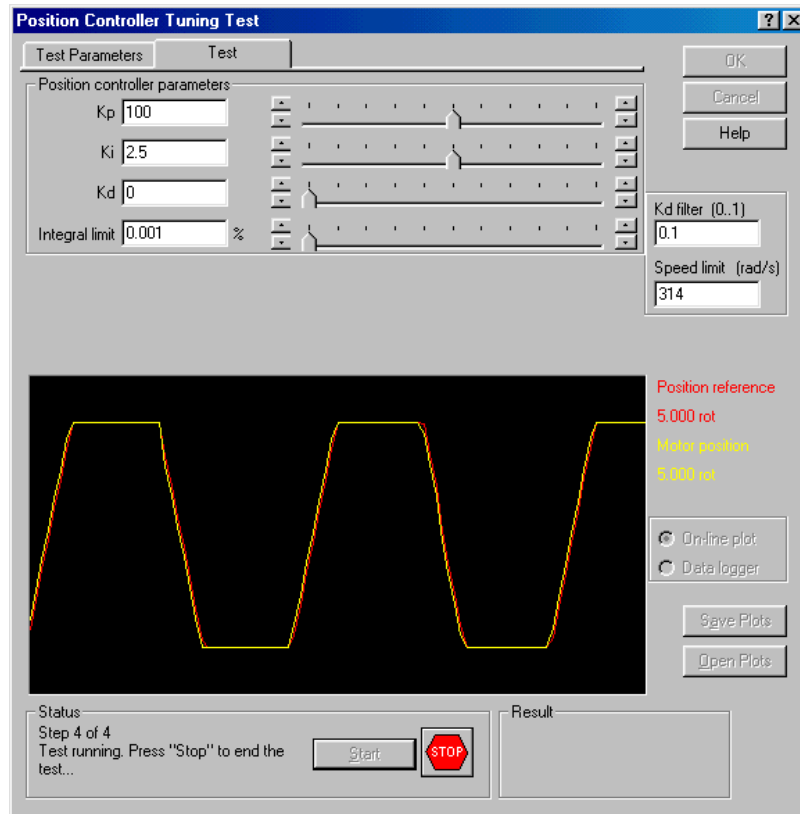 Position Controller Tuning Test
Test Parameters
Test
OK
Cancel
Help
Position controller parameters
Kp 100
Ki 2.5
Kd 0
Integral limit 0.001 %
Kd filter (0..1)
0.1
Speed limit (rad/s)
314
Position reference
5.000 rot
Motor position
5.000 rot
On-line plot
Data logger
Save Plots
Open Plots
Status
Step 4 of 4
Test running. Press "Stop" to end the
test...
Start
STOP
Result